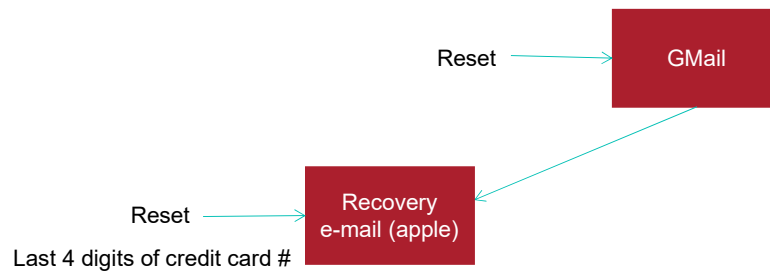 Reset
GMail
Recovery
e-mail (apple)
Reset
Last 4 digits of credit card #